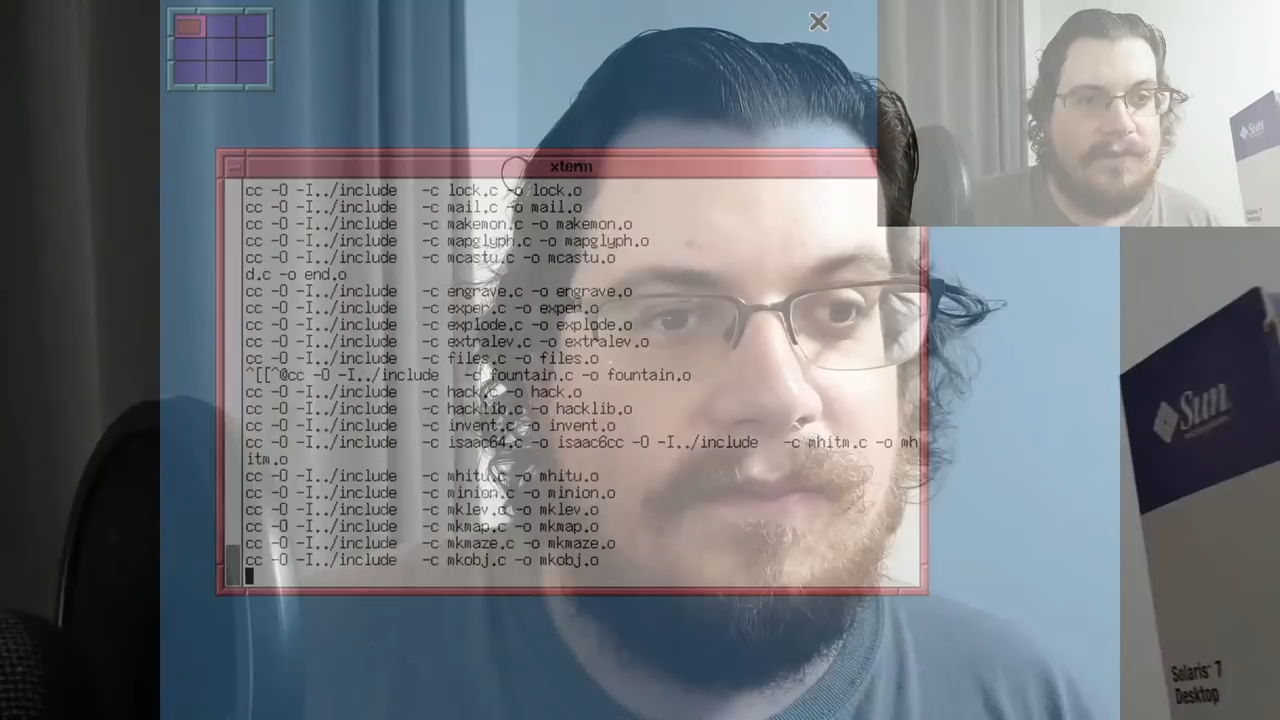 xterm
cc -O -I../include   -c lock.c -o lock.o
cc -O -I../include   -c mail.c -o mail.o
cc -O -I../include   -c makemon.c -o makemon.o
cc -O -I../include   -c mapglyph.c -o mapglyph.o
cc -O -I../include   -c mcastu.c -o mcastu.o
d.c -o end.o
cc -O -I../include   -c engrave.c -o engrave.o
cc -O -I../include   -c exper.c -o exper.o
cc -O -I../include   -c explode.c -o explode.o
cc -O -I../include   -c extralev.c -o extralev.o
cc -O -I../include   -c files.c -o files.o
^[[^@cc -O -I../include   -c fountain.c -o fountain.o
cc -O -I../include   -c hack.c -o hack.o
cc -O -I../include   -c hacklib.c -o hacklib.o
cc -O -I../include   -c invent.c -o invent.o
cc -O -I../include   -c isaac64.c -o isaac6cc -O -I../include   -c mhitm.c -o mh
itm.o
cc -O -I../include   -c mhitu.c -o mhitu.o
cc -O -I../include   -c minion.c -o minion.o
cc -O -I../include   -c mklev.c -o mklev.o
cc -O -I../include   -c mkmap.c -o mkmap.o
cc -O -I../include   -c mkmaze.c -o mkmaze.o
cc -O -I../include   -c mkobj.c -o mkobj.o
Sun
Sun
Solaris 7
Desktop